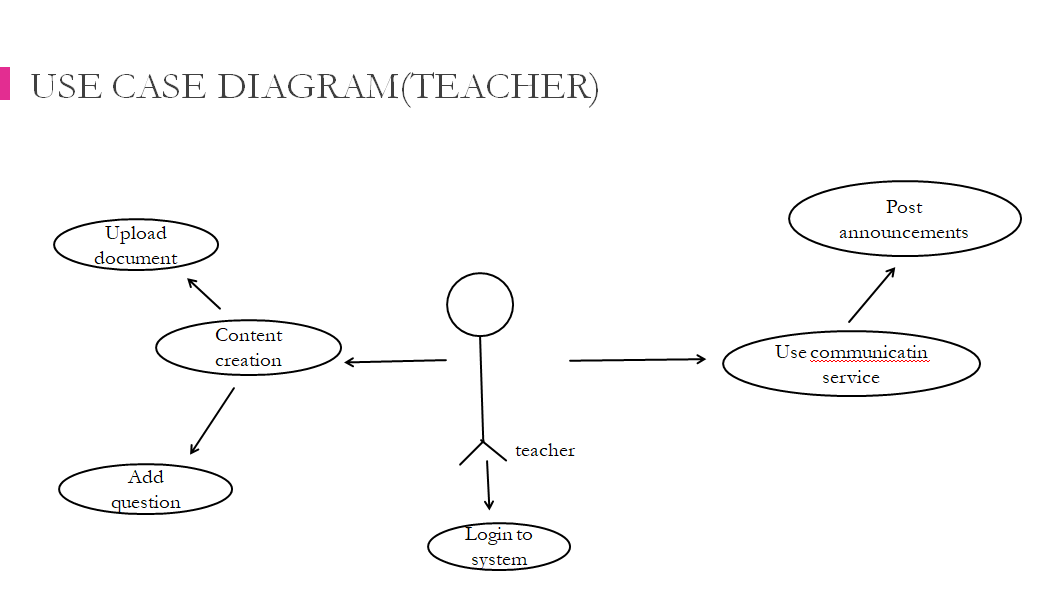 USE CASE DIAGRAM(TEACHER)
Post
announcements
Upload
document
Content
creation
Use communicatin
service
teacher
Add
question
Login to
system